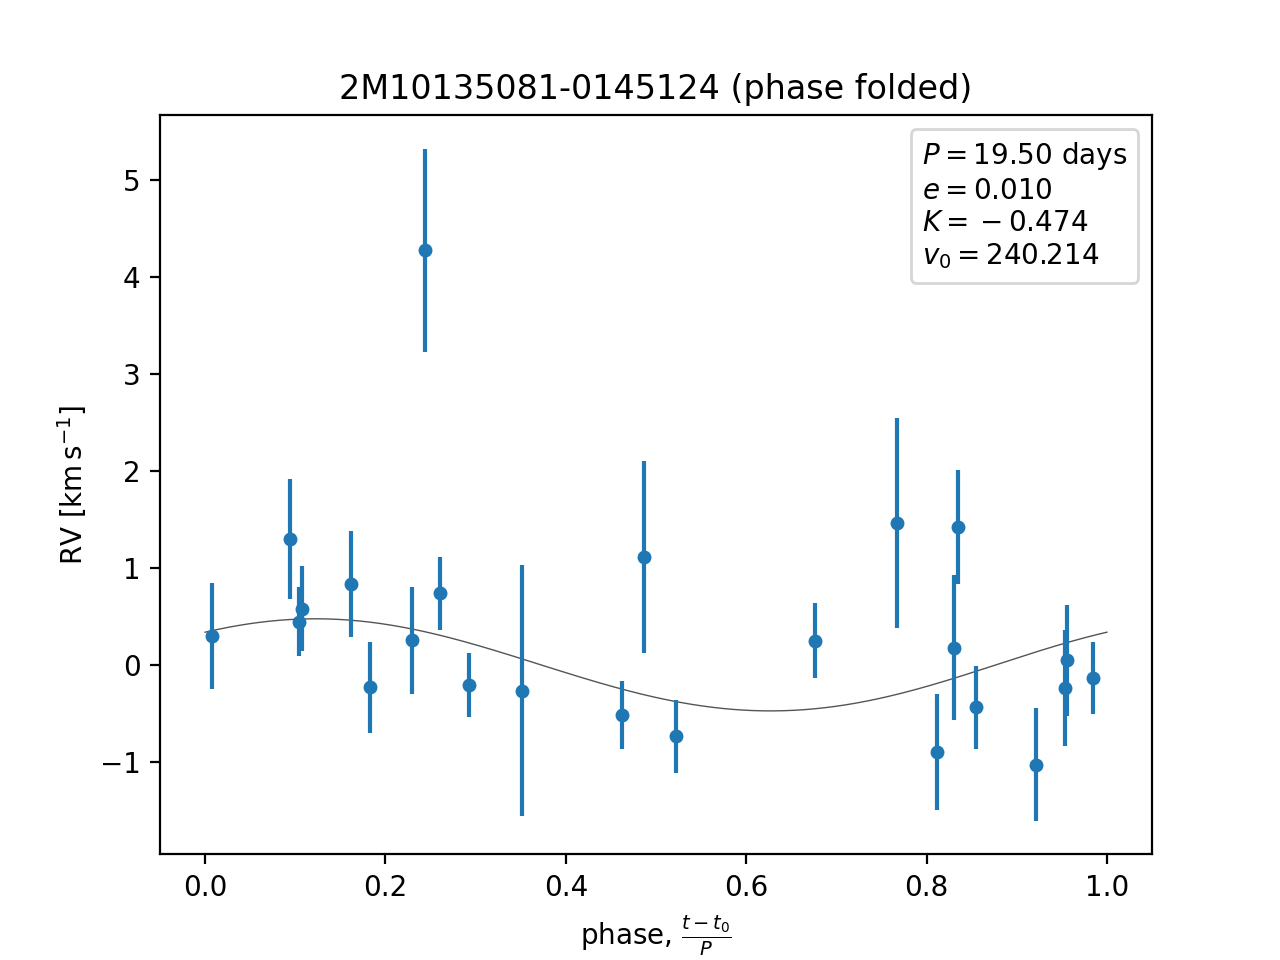 2M10135081-0145124 (phase folded)
P = 19.50 days
e = 0.010
K = − 0.474
v₀ = 240.214
5
4
3
2
1
0
−1
RV [km s⁻¹]
0.0 0.2 0.4 0.6 0.8 1.0
phase, (t − t₀)/P